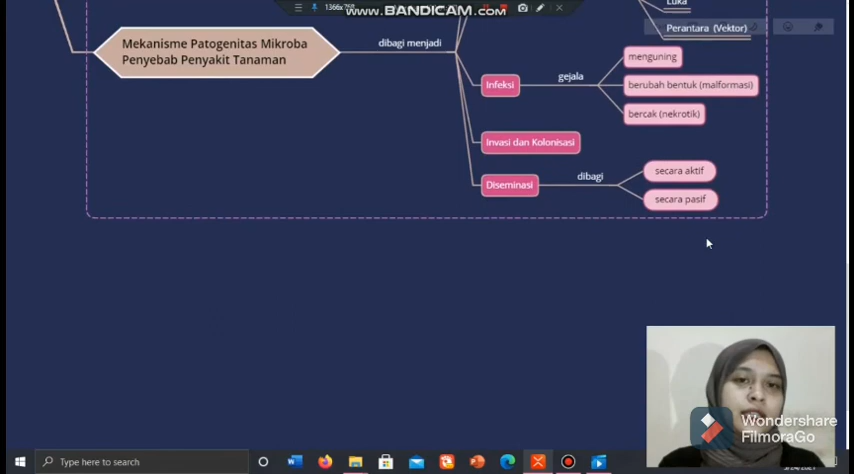 1366x768
www.BANDICAM.com
Luka
Perantara (Vektor)
Mekanisme Patogenitas Mikroba
Penyebab Penyakit Tanaman
dibagi menjadi
Infeksi
gejala
menguning
berubah bentuk (malformasi)
bercak (nekrotik)
Invasi dan Kolonisasi
Diseminasi
dibagi
secara aktif
secara pasif
Wondershare
FilmoraGo
Type here to search